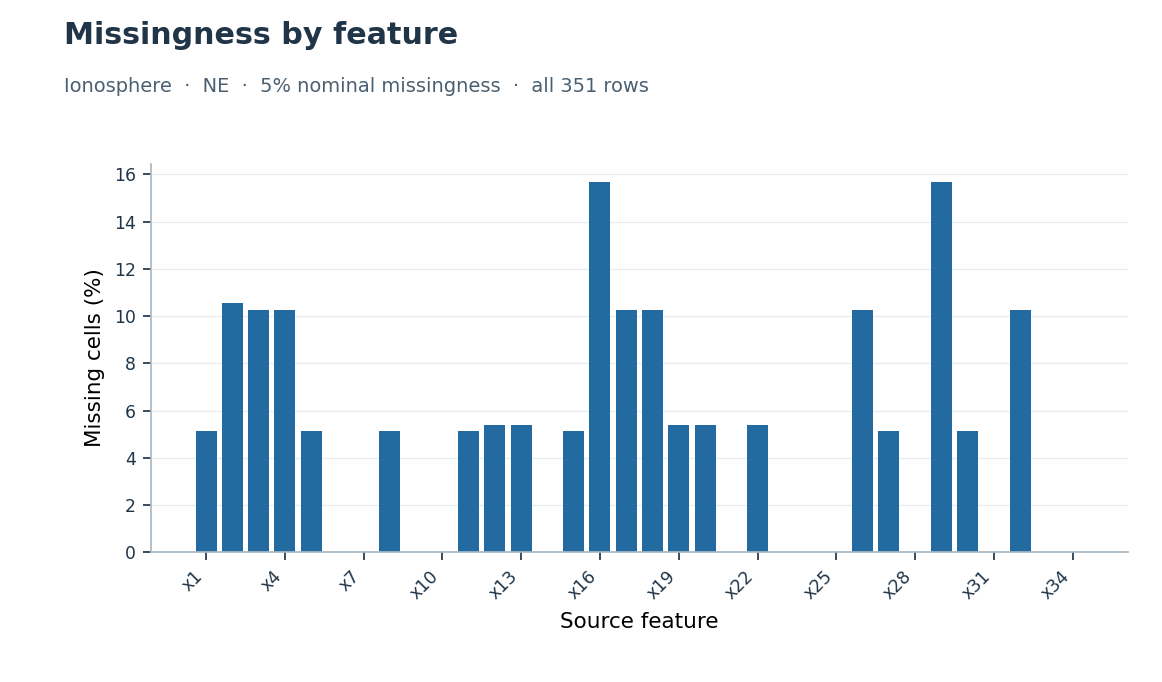 Missingness by feature
Ionosphere · NE · 5% nominal missingness · all 351 rows
16
14
12
10
8
6
4
2
0
Missing cells (%)
x1 x4 x7 x10 x13 x16 x19 x22 x25 x28 x31 x34
Source feature